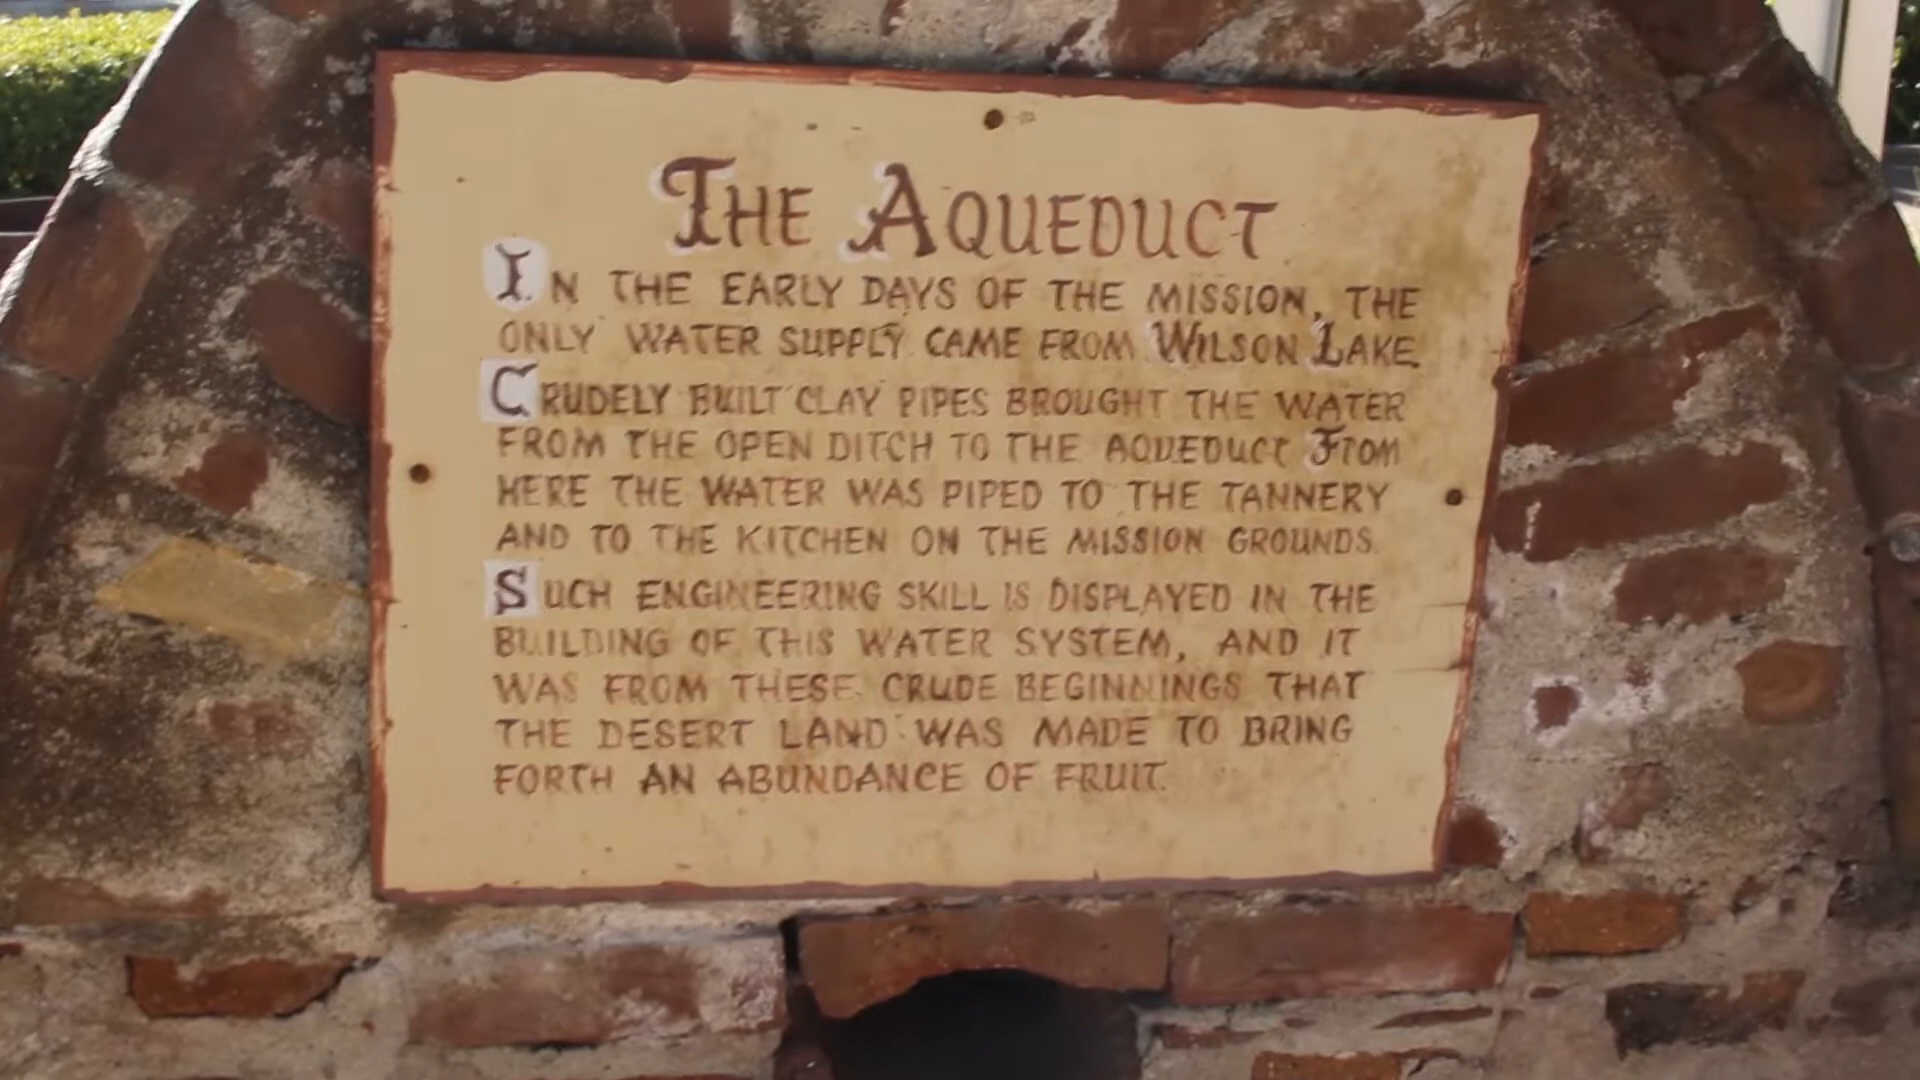 THE AQUEDUCT
IN THE EARLY DAYS OF THE MISSION, THE
ONLY WATER SUPPLY CAME FROM WILSON LAKE.
CRUDELY BUILT CLAY PIPES BROUGHT THE WATER
FROM THE OPEN DITCH TO THE AQUEDUCT FROM
HERE THE WATER WAS PIPED TO THE TANNERY
AND TO THE KITCHEN ON THE MISSION GROUNDS.
SUCH ENGINEERING SKILL IS DISPLAYED IN THE
BUILDING OF THIS WATER SYSTEM, AND IT
WAS FROM THESE CRUDE BEGINNINGS THAT
THE DESERT LAND WAS MADE TO BRING
FORTH AN ABUNDANCE OF FRUIT.